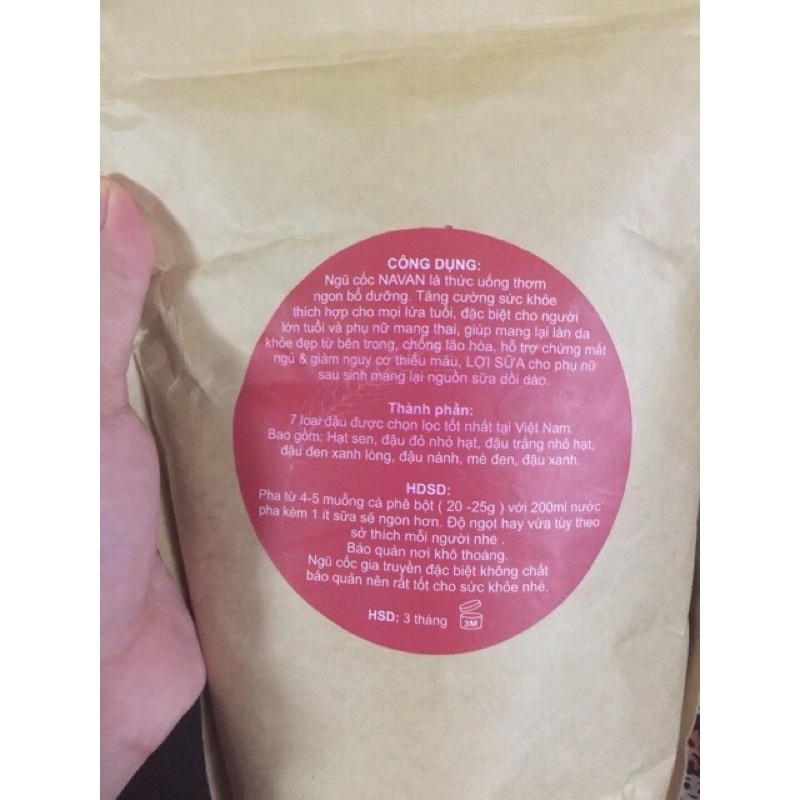 CÔNG DỤNG:
Ngũ cốc NAVAN là thức uống thơm
ngon bổ dưỡng. Tăng cường sức khỏe
thích hợp cho mọi lứa tuổi, đặc biệt cho người
lớn tuổi và phụ nữ mang thai, giúp mang lại làn da
khỏe đẹp từ bên trong, chống lão hóa, hỗ trợ chứng mất
ngủ & giảm nguy cơ thiếu máu, LỢI SỮA cho phụ nữ
sau sinh mang lại nguồn sữa dồi dào.
Thành phần:
7 loại đậu được chọn lọc tốt nhất tại Việt Nam.
Bao gồm: Hạt sen, đậu đỏ nhỏ hạt, đậu trắng nhỏ hạt,
đậu đen xanh lòng, đậu nành, mè đen, đậu xanh.
HDSD:
Pha từ 4-5 muỗng cà phê bột ( 20 -25g ) với 200ml nước
pha kèm 1 ít sữa sẽ ngon hơn. Độ ngọt hay vừa tùy theo
sở thích mỗi người nhé .
Bảo quản nơi khô thoáng.
Ngũ cốc gia truyền đặc biệt không chất
bảo quản nên rất tốt cho sức khỏe nhé.
HSD: 3 tháng 3M